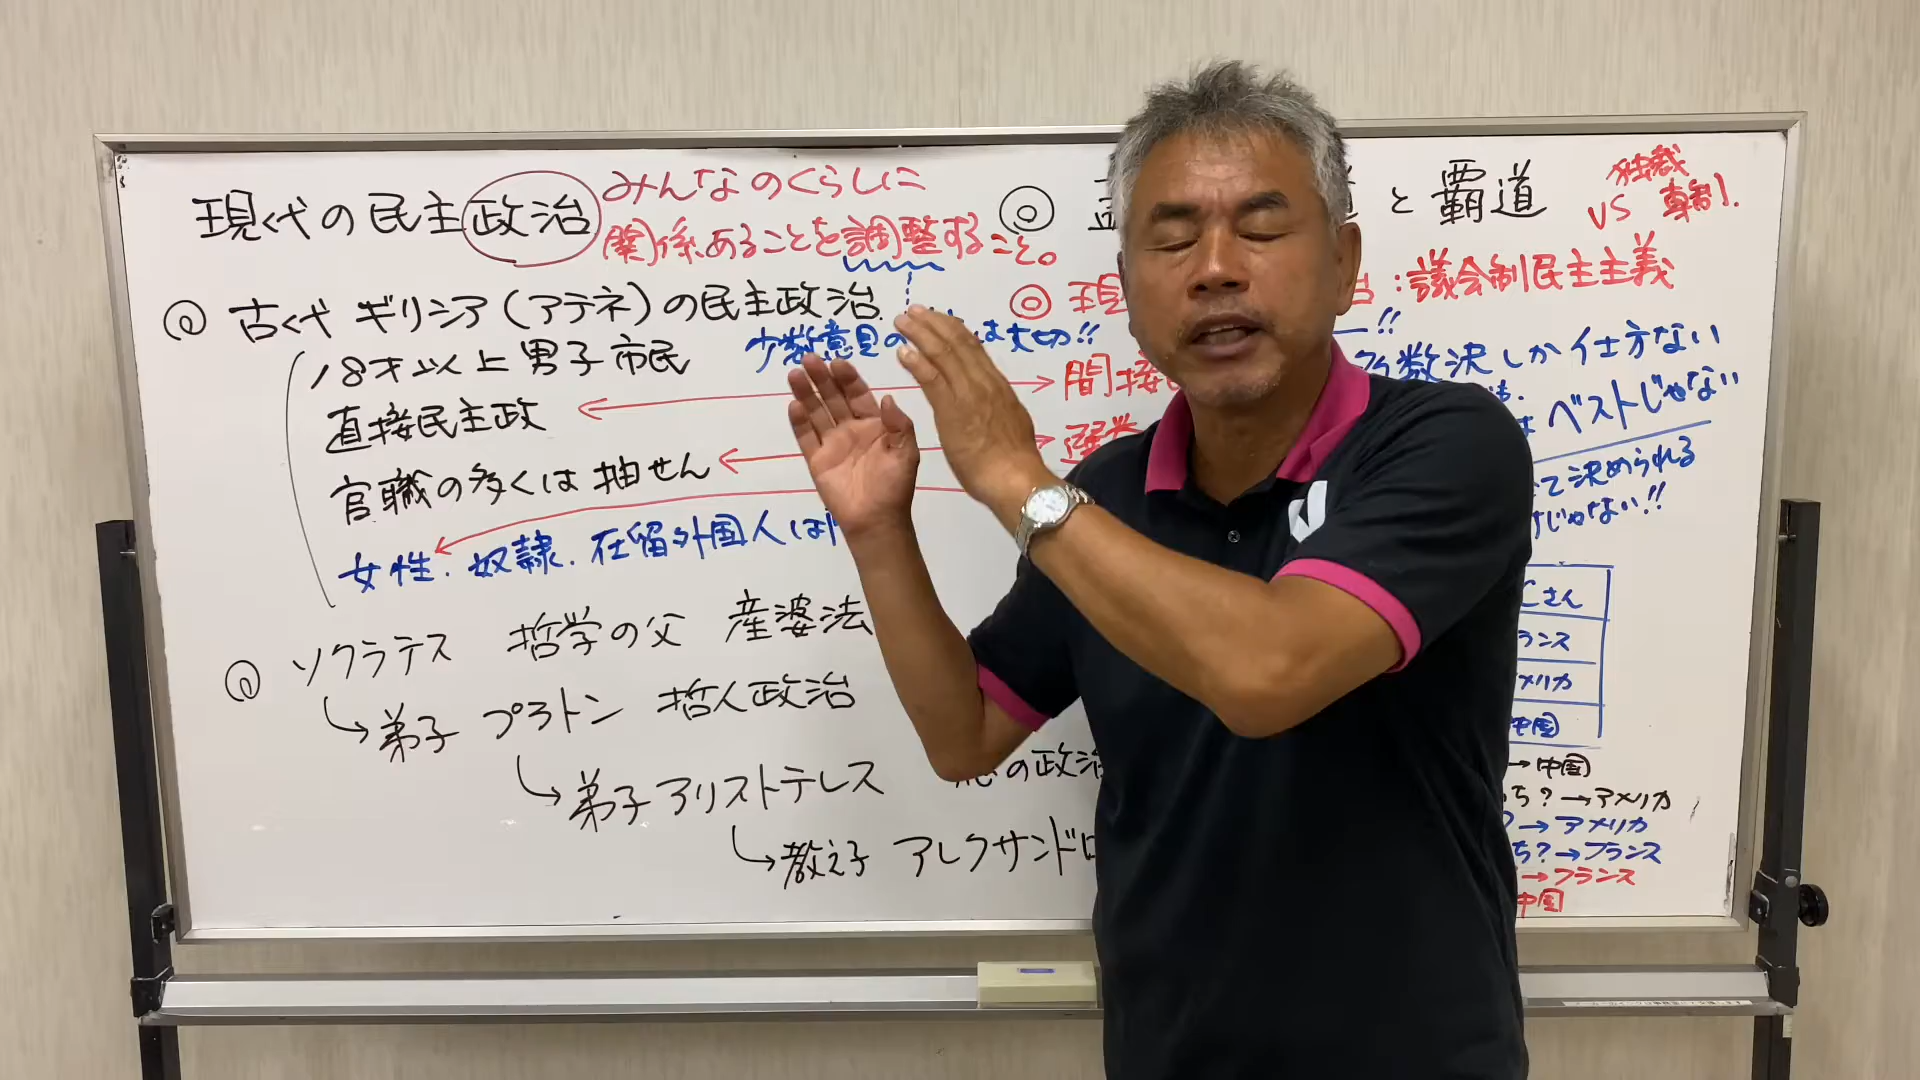 現代の民主政治
みんなのくらしに
関係あることを調整すること。
◎ 古代ギリシア(アテネ)の民主政治
18才以上男子市民
少数意見の は大切!!
直接民主政
間接
官職の多くは抽せん
選挙
女性.奴隷.在留外国人は
◎ ソクラテス 哲学の父 産婆法
弟子 プラトン 哲人政治
弟子 アリストテレス の政治
教え子 アレクサンドロ
◎ 道と覇道
VS 独裁 専制.
◎ 現 :議会制民主主義
多数決しか仕方ない
ベストじゃない
て決められる
じゃない!!
Cさん
ランス
メリカ
中国
→中国
ち?→アメリカ
?→アメリカ
ち?→フランス
→フランス
中国